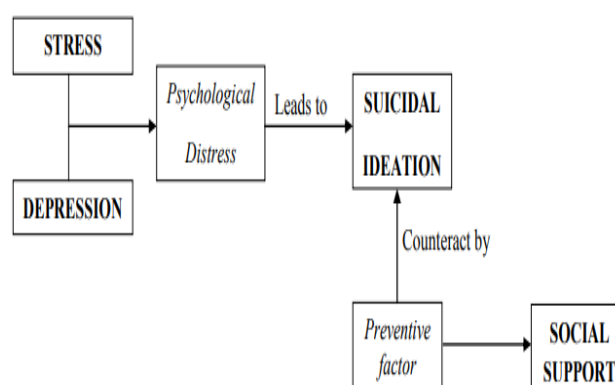 STRESS
Psychological
Distress
Leads to
SUICIDAL
IDEATION
DEPRESSION
Counteract by
Preventive
factor
SOCIAL
SUPPORT